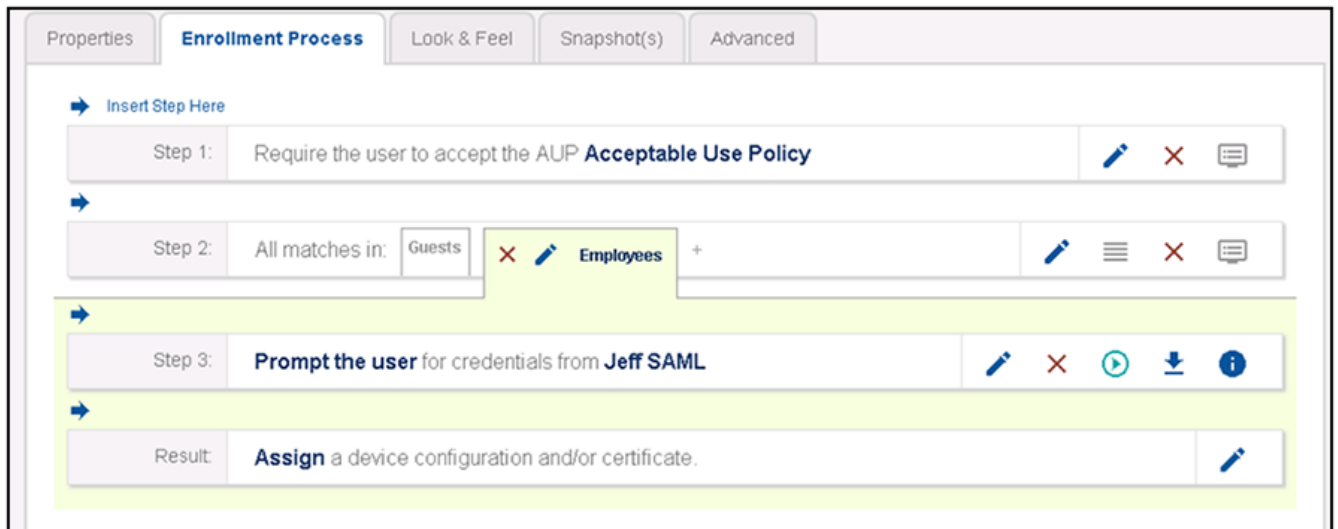 Properties Enrollment Process Look & Feel Snapshot(s) Advanced
Insert Step Here
Step 1: Require the user to accept the AUP Acceptable Use Policy
Step 2: All matches in: Guests Employees +
Step 3: Prompt the user for credentials from Jeff SAML
Result: Assign a device configuration and/or certificate.